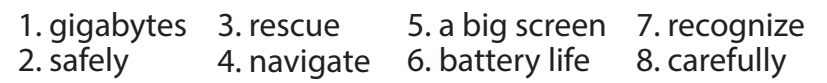 1. gigabytes 3. rescue 5. a big screen 7. recognize
2. safely 4. navigate 6. battery life 8. carefully